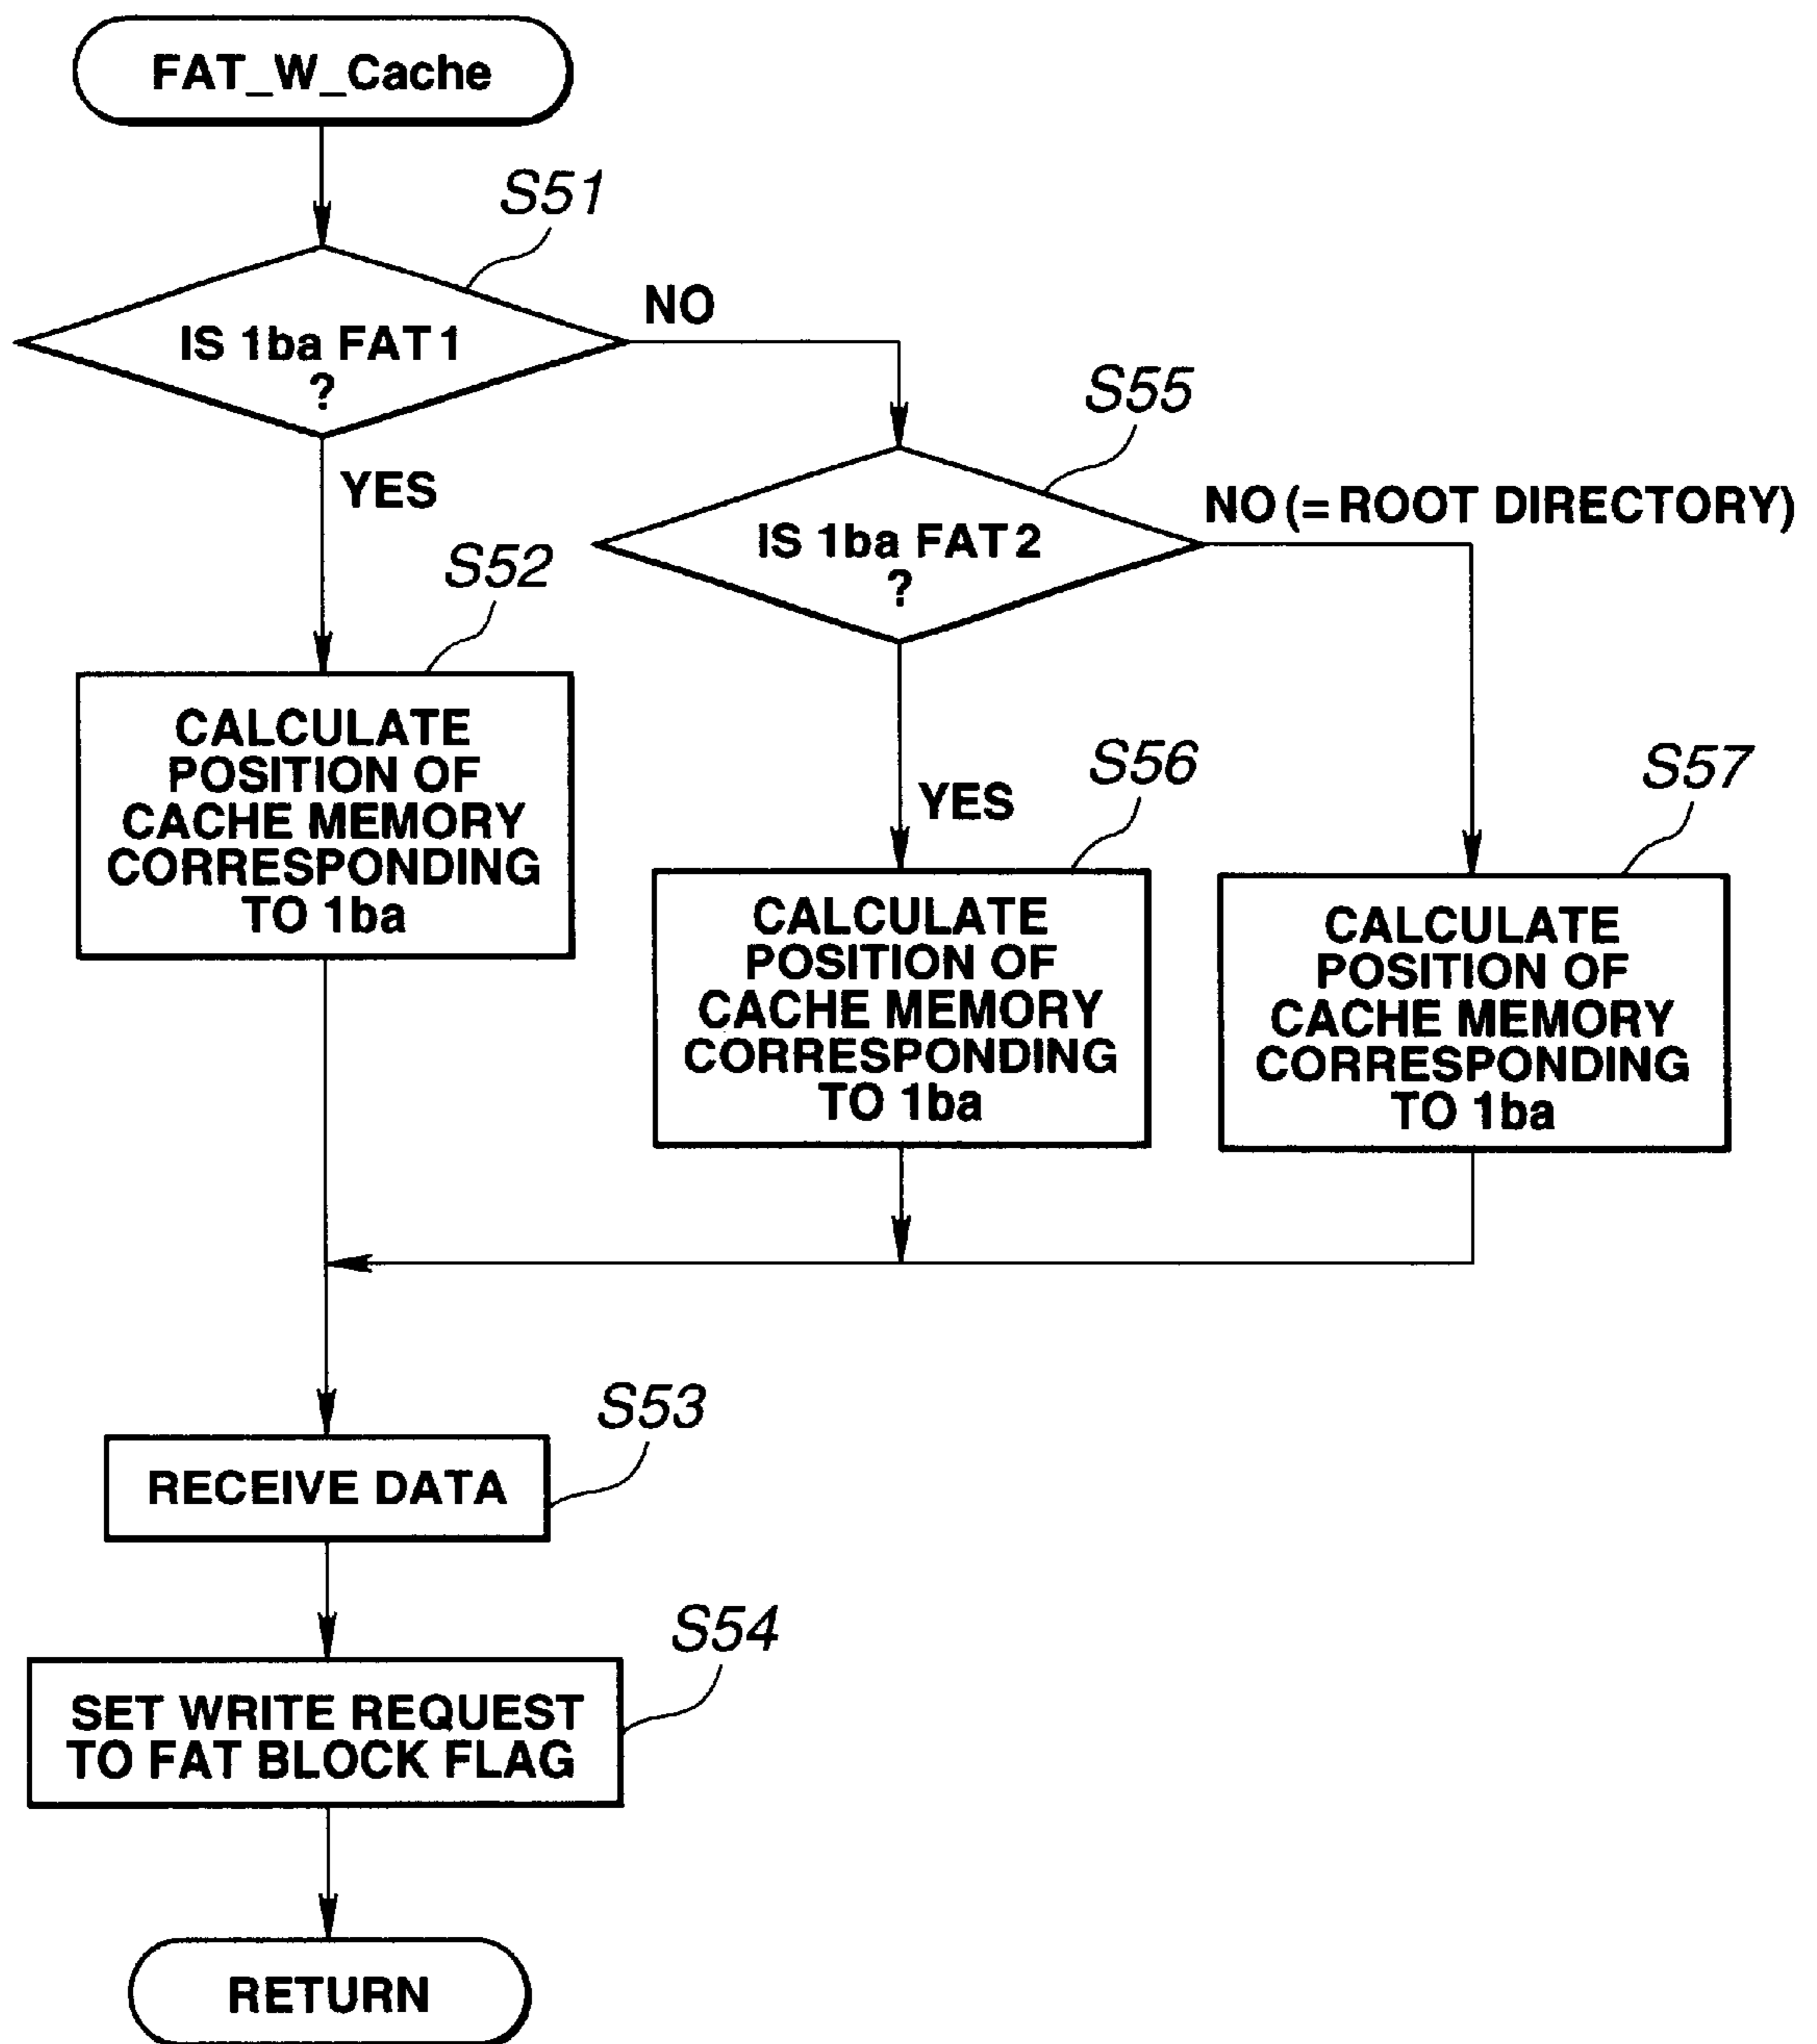 FAT_W_Cache
S51
IS 1ba FAT 1
?
NO
YES
S55
IS 1ba FAT 2
?
NO (= ROOT DIRECTORY)
S52
CALCULATE
POSITION OF
CACHE MEMORY
CORRESPONDING
TO 1ba
YES
S56
CALCULATE
POSITION OF
CACHE MEMORY
CORRESPONDING
TO 1ba
S57
CALCULATE
POSITION OF
CACHE MEMORY
CORRESPONDING
TO 1ba
S53
RECEIVE DATA
S54
SET WRITE REQUEST
TO FAT BLOCK FLAG
RETURN